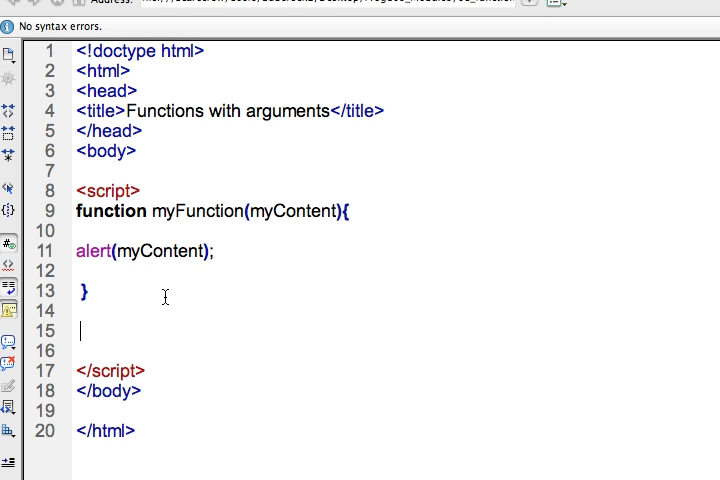 Address:
No syntax errors.
1 <!doctype html>
2 <html>
3 <head>
4 <title>Functions with arguments</title>
5 </head>
6 <body>
7
8 <script>
9 function myFunction(myContent){
10
11 alert(myContent);
12
13 }
14
15
16
17 </script>
18 </body>
19
20 </html>